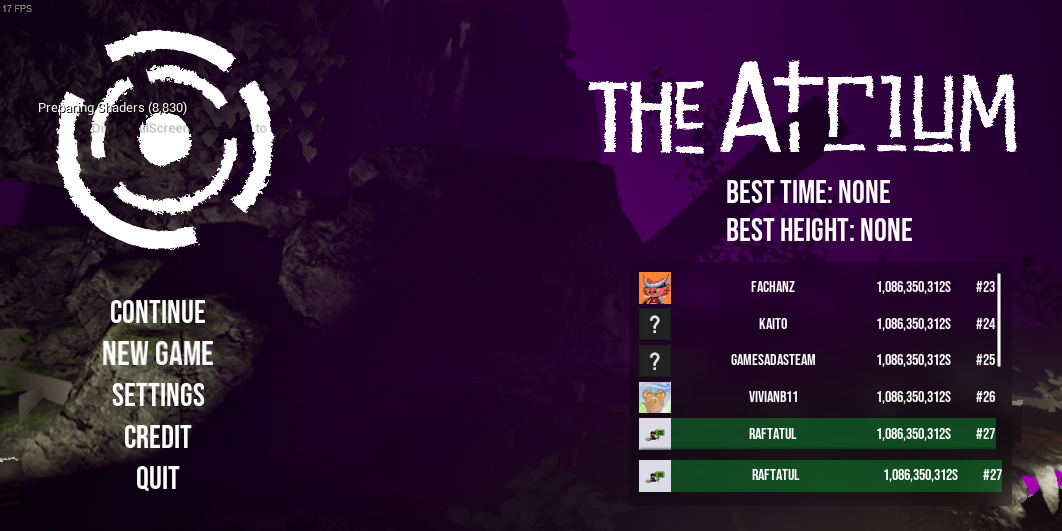 17 FPS
Preparing Shaders (8,830)
THE ATRIUM
BEST TIME: NONE
BEST HEIGHT: NONE
CONTINUE
NEW GAME
SETTINGS
CREDIT
QUIT
FACHANZ 1,086,350,312S #23
KAITO 1,086,350,312S #24
GAMESADASTEAM 1,086,350,312S #25
VIVIANB11 1,086,350,312S #26
RAFTATUL 1,086,350,312S #27
RAFTATUL 1,086,350,312S #27